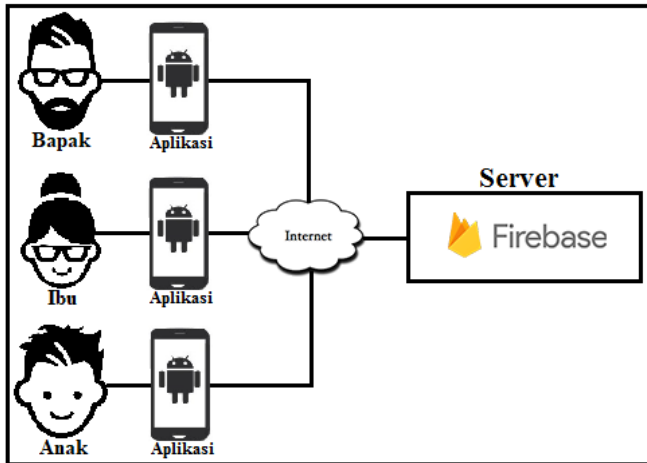 Bapak
Aplikasi
Server
Internet
Firebase
Ibu
Aplikasi
Anak
Aplikasi